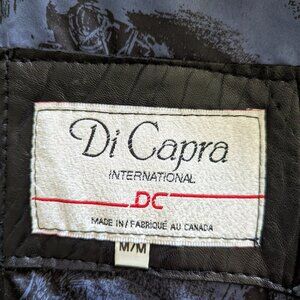 Di Capra
INTERNATIONAL
DC
MADE IN / FABRIQUÉ AU CANADA
M/M